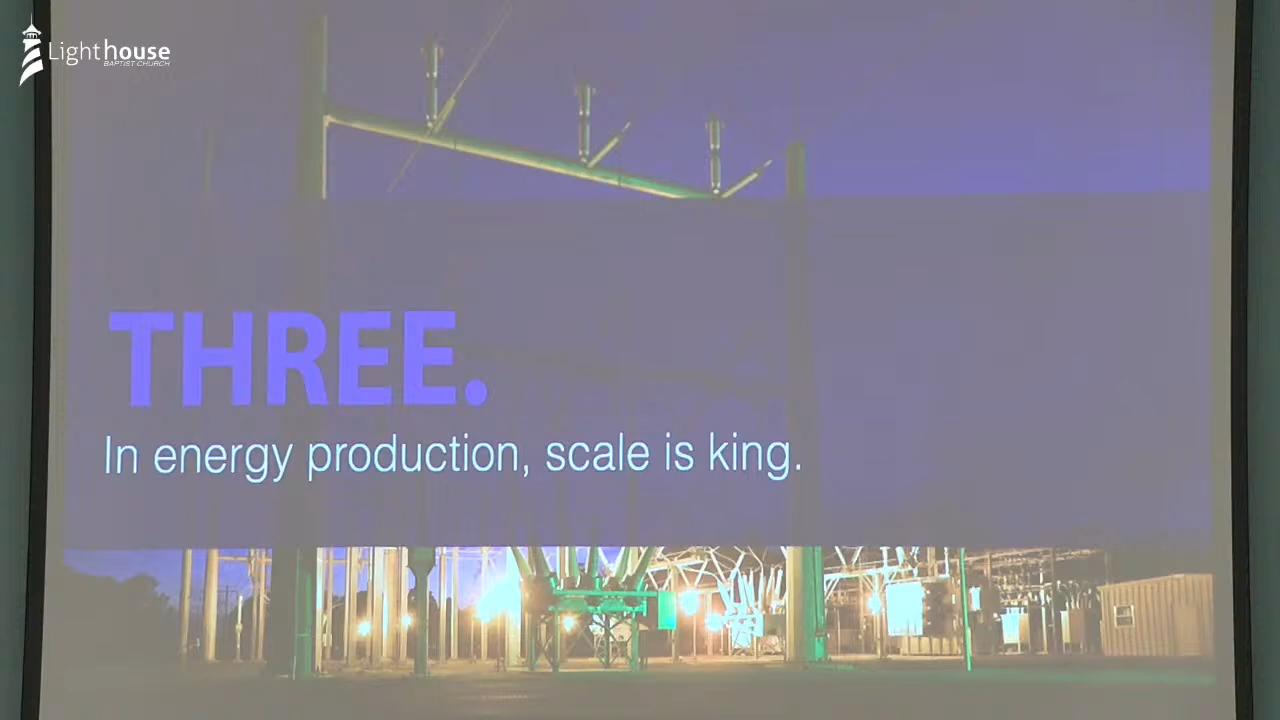 Lighthouse
BAPTIST CHURCH
THREE.
In energy production, scale is king.